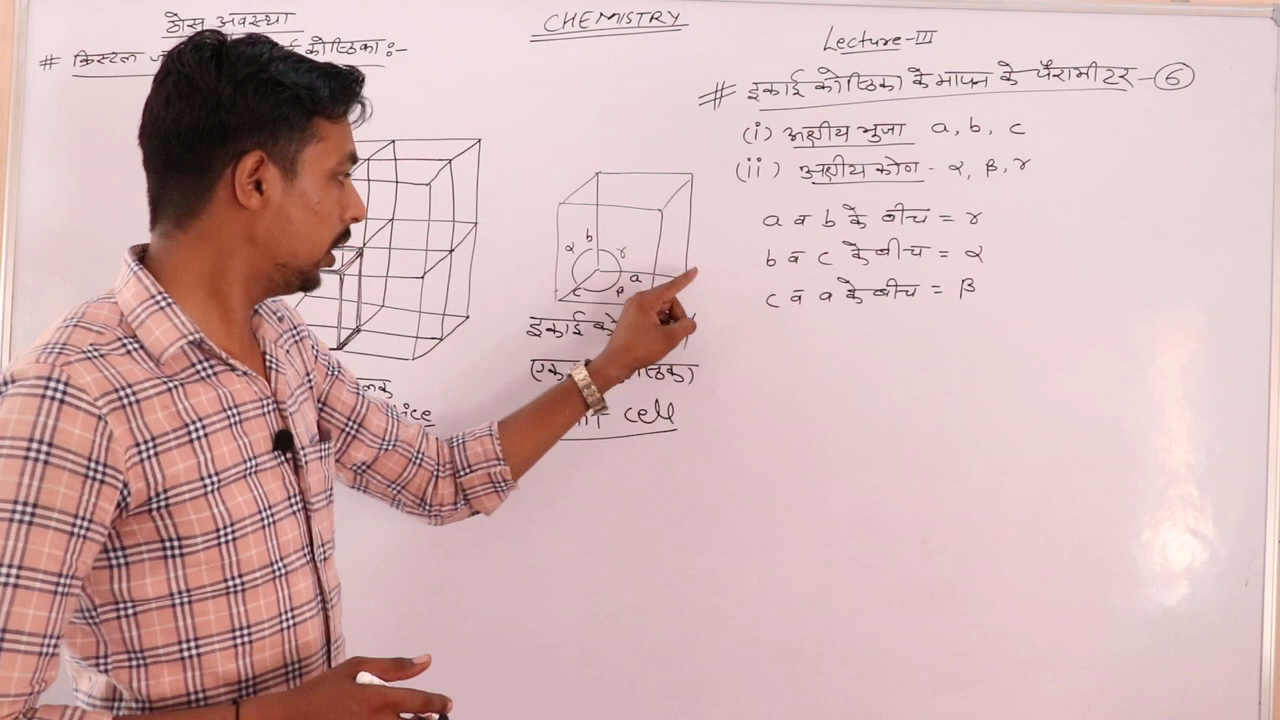 ठोस अवस्था
CHEMISTRY
Lecture-III
# क्रिस्टल ज कोष्ठिका :-
# इकाई कोष्ठिका के मापन के पैरामीटर - 6
(i) अक्षीय भुजा a, b, c
(ii) अक्षीय कोण - α, β, γ
a व b के बीच = γ
b व c के बीच = α
c व a के बीच = β
b
α γ
a
c β
इकाई
cell